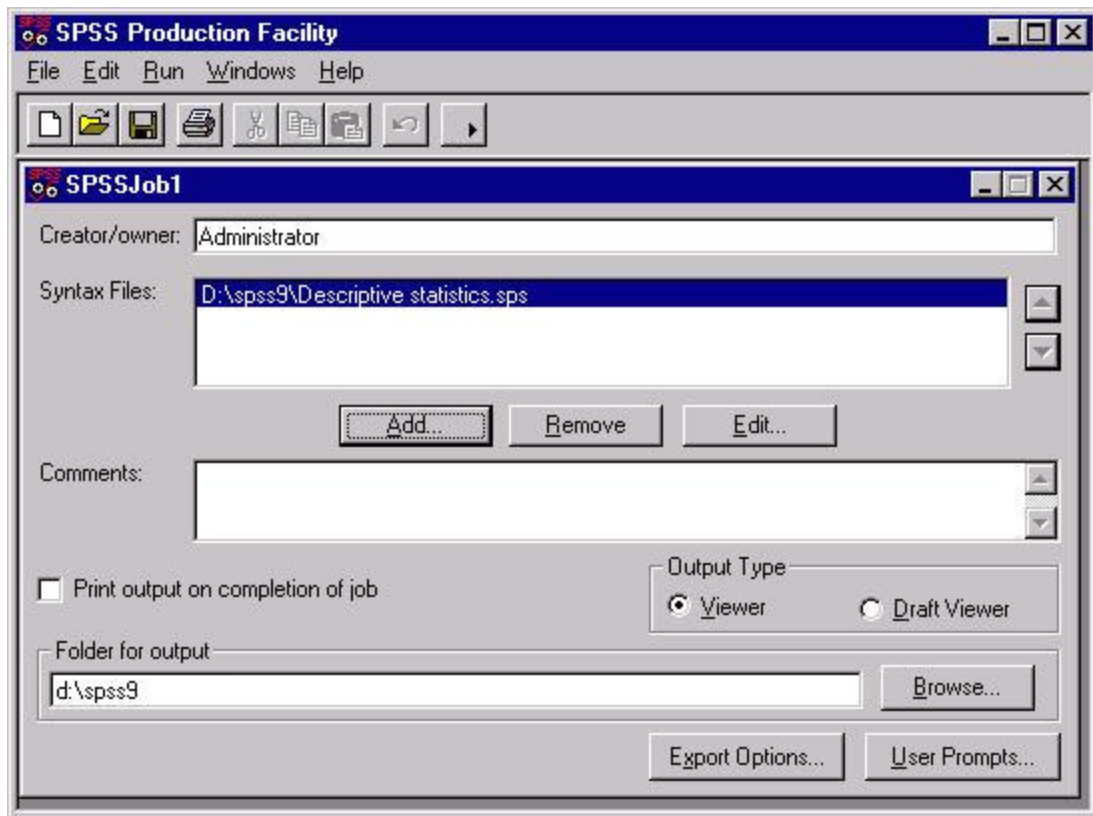 SPSS SPSS Production Facility
File Edit Run Windows Help
SPSS SPSSJob1
Creator/owner: Administrator
Syntax Files: D:\spss9\Descriptive statistics.sps
Add... Remove Edit...
Comments:
Output Type
Print output on completion of job
Viewer Draft Viewer
Folder for output
d:\spss9 Browse...
Export Options... User Prompts...